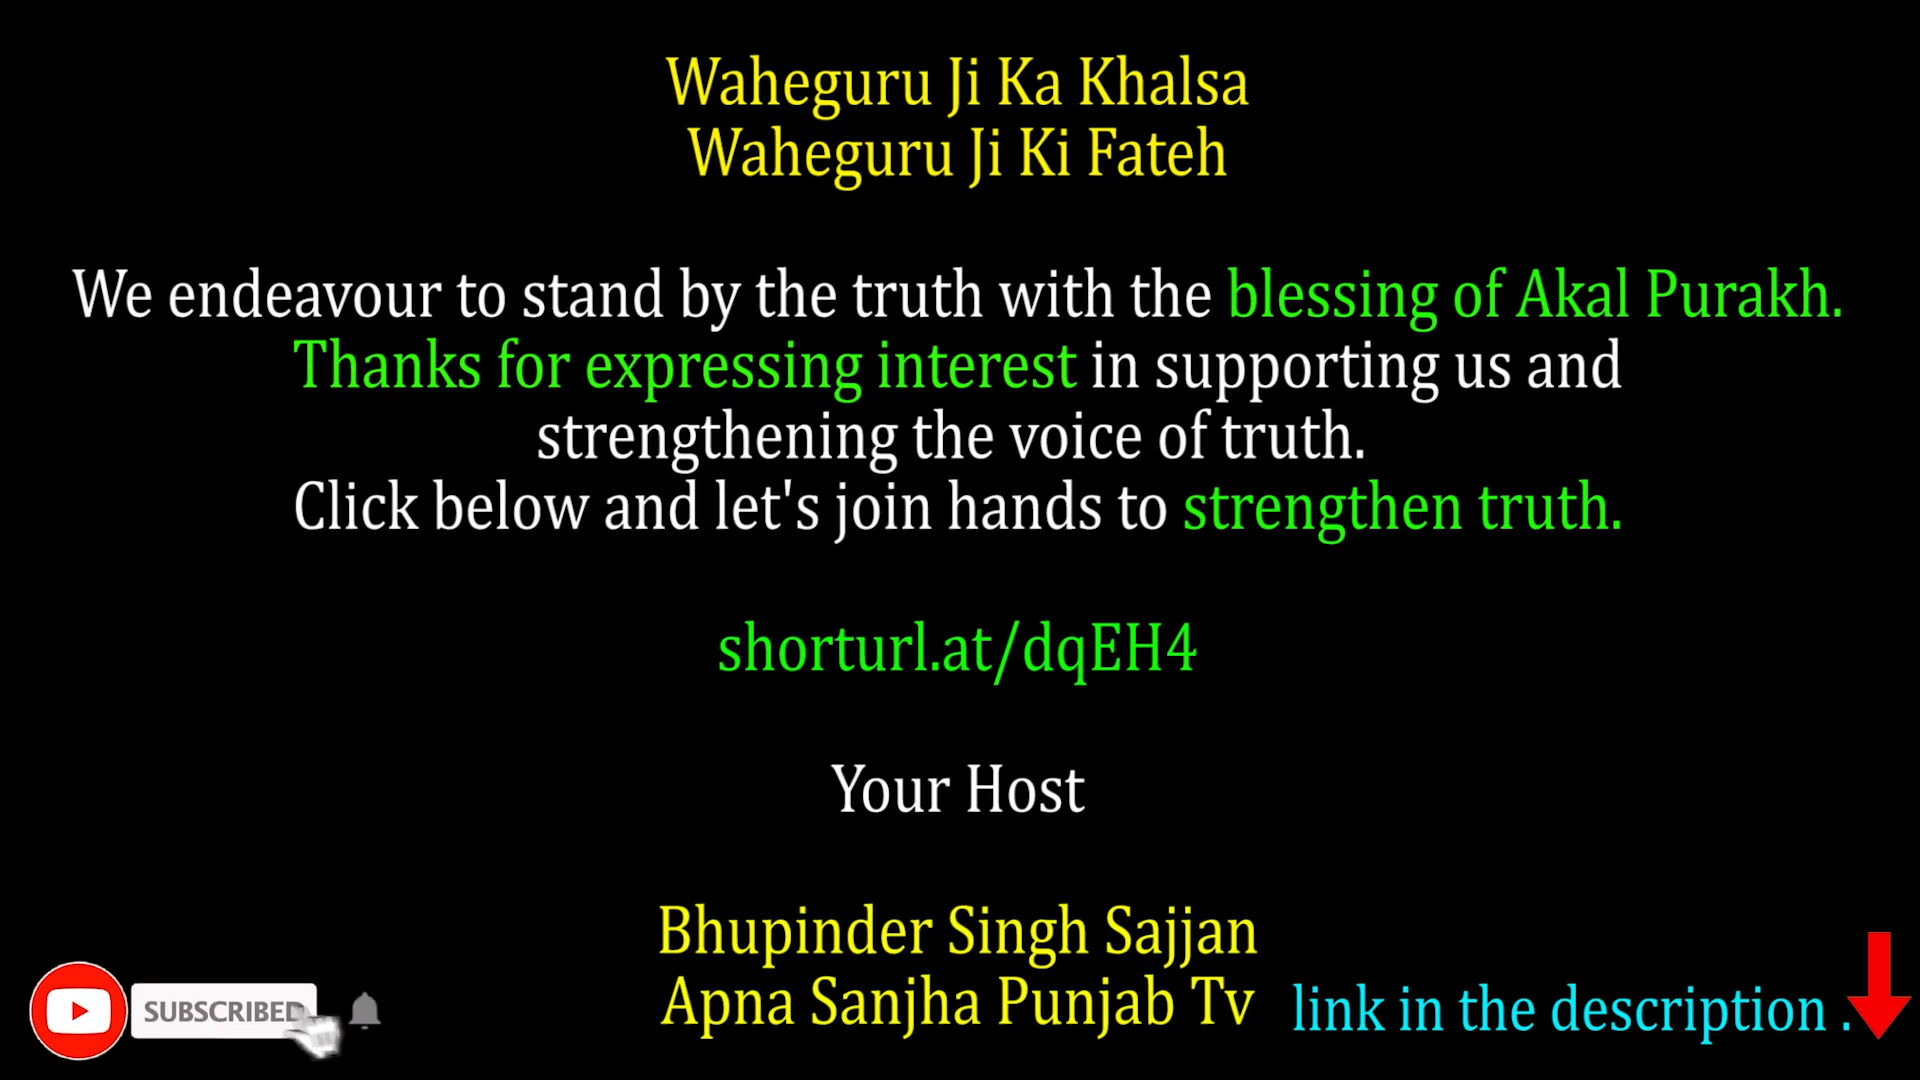 Waheguru Ji Ka Khalsa
Waheguru Ji Ki Fateh
We endeavour to stand by the truth with the blessing of Akal Purakh.
Thanks for expressing interest in supporting us and
strengthening the voice of truth.
Click below and let's join hands to strengthen truth.
shorturl.at/dqEH4
Your Host
Bhupinder Singh Sajjan
Apna Sanjha Punjab Tv
link in the description .
SUBSCRIBED